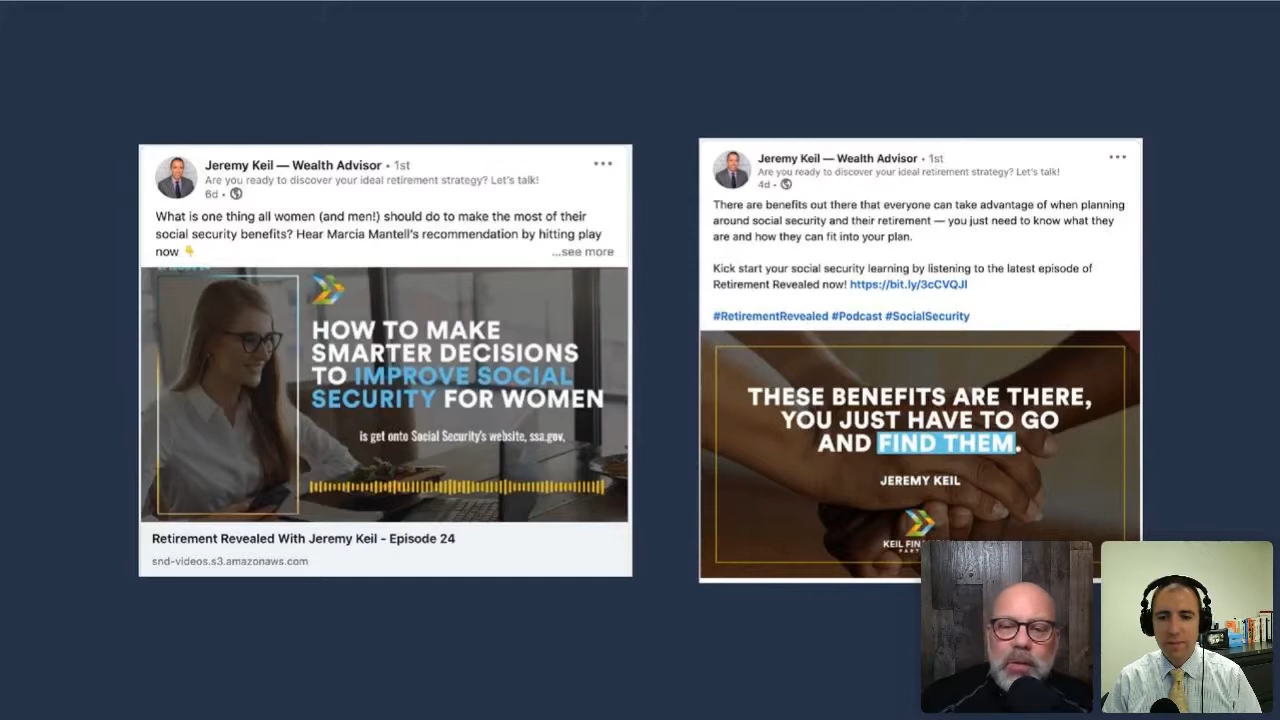 Jeremy Keil — Wealth Advisor • 1st
Are you ready to discover your ideal retirement strategy? Let's talk!
6d •
What is one thing all women (and men!) should do to make the most of their
social security benefits? Hear Marcia Mantell's recommendation by hitting play
now 👇 ...see more
HOW TO MAKE
SMARTER DECISIONS
TO IMPROVE SOCIAL
SECURITY FOR WOMEN
is get onto Social Security's website, ssa.gov,
Retirement Revealed With Jeremy Keil - Episode 24
snd-videos.s3.amazonaws.com
Jeremy Keil — Wealth Advisor • 1st
Are you ready to discover your ideal retirement strategy? Let's talk!
4d •
There are benefits out there that everyone can take advantage of when planning
around social security and their retirement — you just need to know what they
are and how they can fit into your plan.
Kick start your social security learning by listening to the latest episode of
Retirement Revealed now! https://bit.ly/3cCVQJI
#RetirementRevealed #Podcast #SocialSecurity
THESE BENEFITS ARE THERE,
YOU JUST HAVE TO GO
AND FIND THEM.
JEREMY KEIL
KEIL